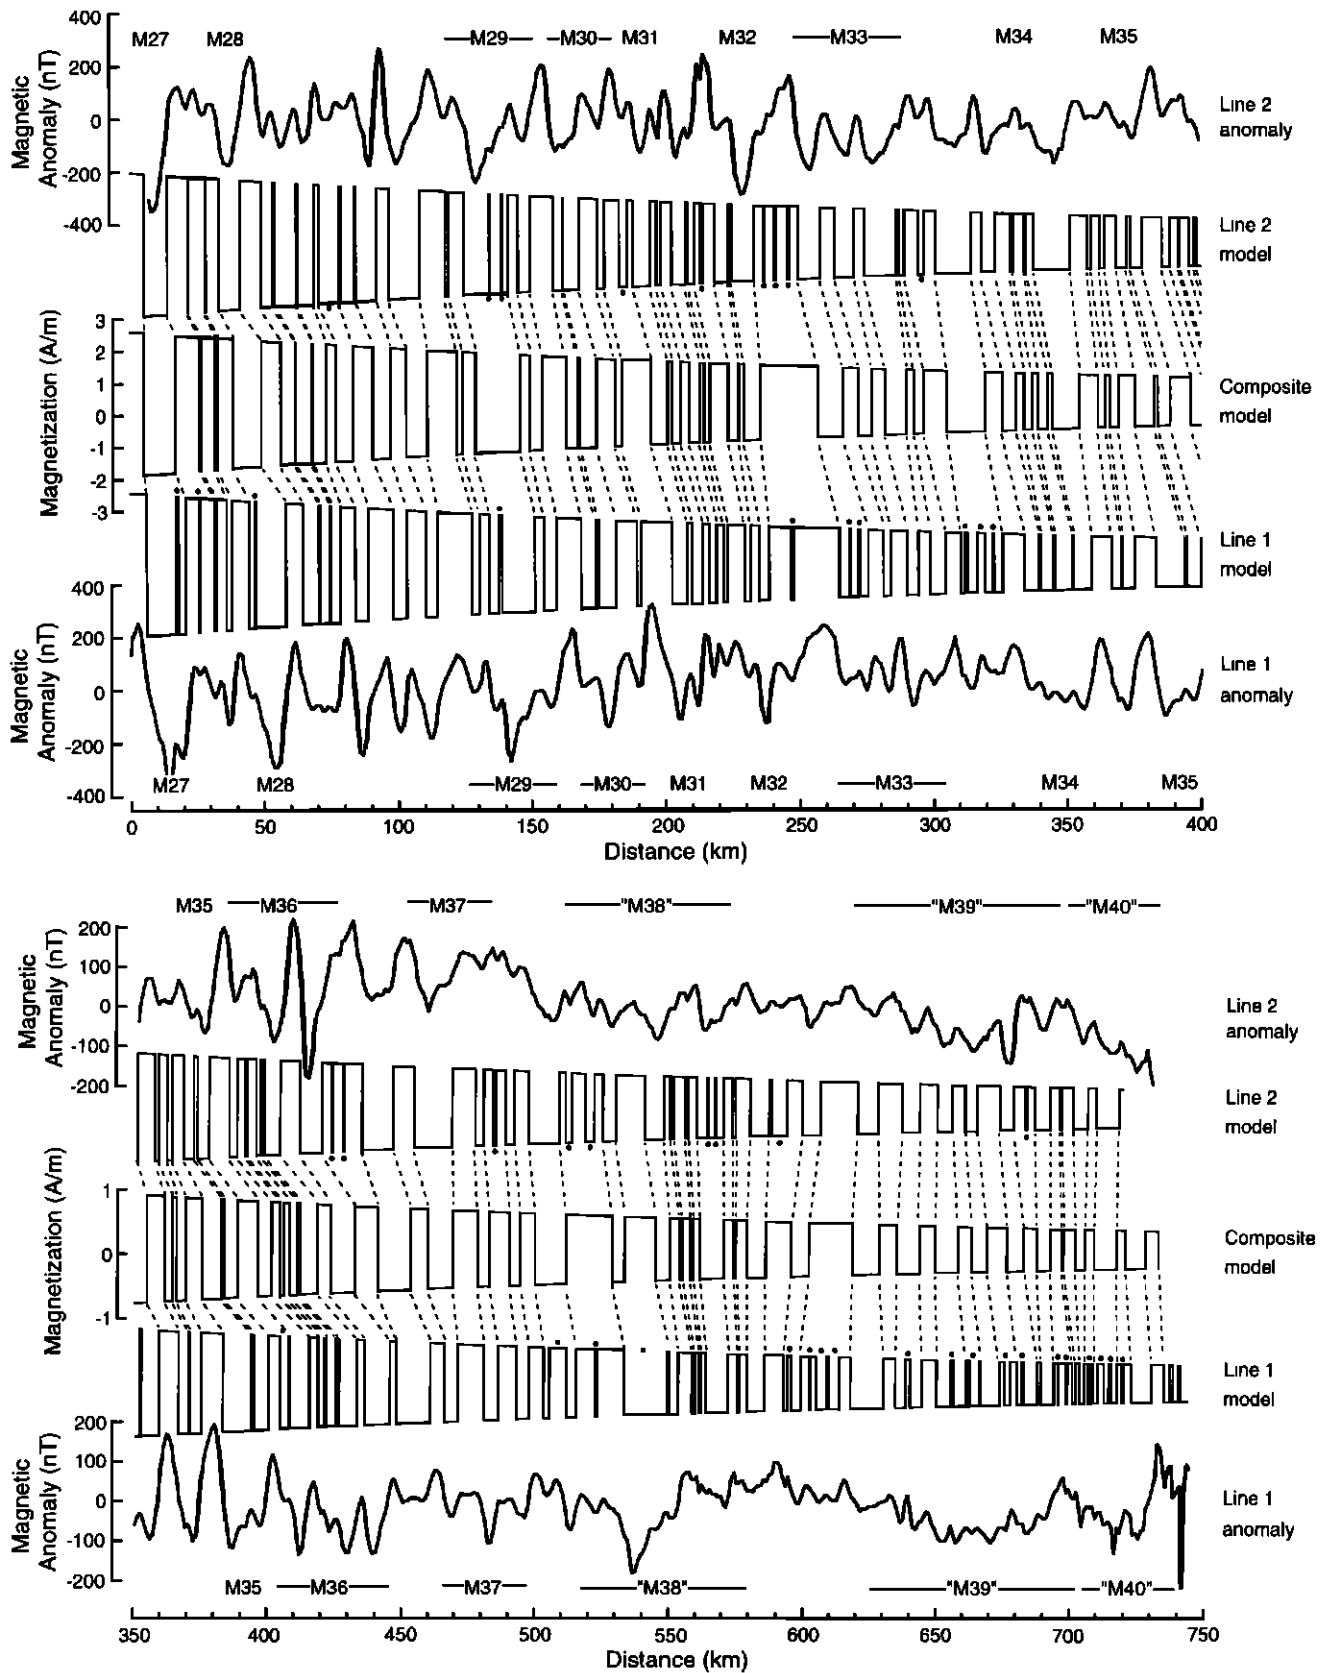 M27 M28 M29 M30 M31 M32 M33 M34 M35
400
200
0
-200
-400
Magnetic
Anomaly (nT)
Line 2
anomaly
Line 2
model
3
2
1
0
-1
-2
-3
Magnetization (A/m)
Composite
model
Line 1
model
400
200
0
-200
-400
Magnetic
Anomaly (nT)
Line 1
anomaly
M27 M28 M29 M30 M31 M32 M33 M34 M35
0 50 100 150 200 250 300 350 400
Distance (km)
M35 M36 M37 "M38" "M39" "M40"
200
100
0
-100
-200
Magnetic
Anomaly (nT)
Line 2
anomaly
Line 2
model
1
0
-1
Magnetization (A/m)
Composite
model
Line 1
model
200
100
0
-100
-200
Magnetic
Anomaly (nT)
Line 1
anomaly
M35 M36 M37 "M38" "M39" "M40"
350 400 450 500 550 600 650 700 750
Distance (km)